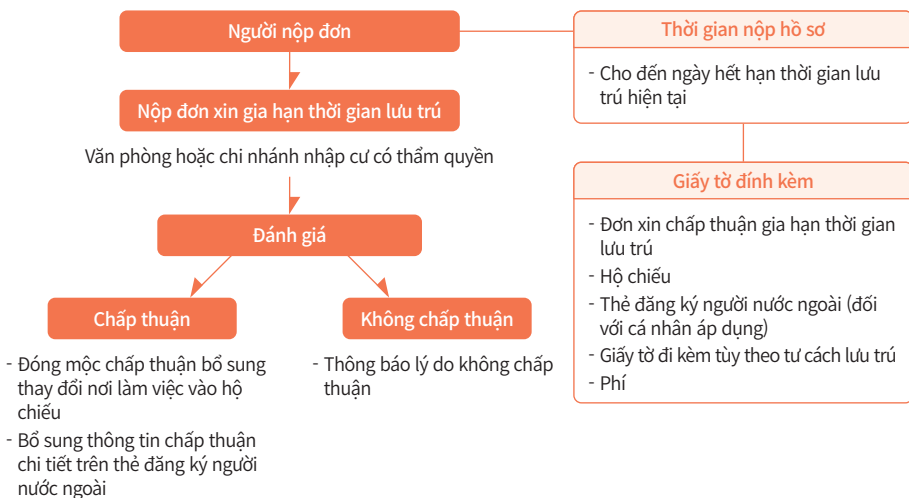 Người nộp đơn
Nộp đơn xin gia hạn thời gian lưu trú
Văn phòng hoặc chi nhánh nhập cư có thẩm quyền
Đánh giá
Chấp thuận
- Đóng mộc chấp thuận bổ sung
thay đổi nơi làm việc vào hộ
chiếu
- Bổ sung thông tin chấp thuận
chi tiết trên thẻ đăng ký người
nước ngoài
Không chấp thuận
- Thông báo lý do không chấp
thuận
Thời gian nộp hồ sơ
- Cho đến ngày hết hạn thời gian lưu
trú hiện tại
Giấy tờ đính kèm
- Đơn xin chấp thuận gia hạn thời gian
lưu trú
- Hộ chiếu
- Thẻ đăng ký người nước ngoài (đối
với cá nhân áp dụng)
- Giấy tờ đi kèm tùy theo tư cách lưu trú
- Phí